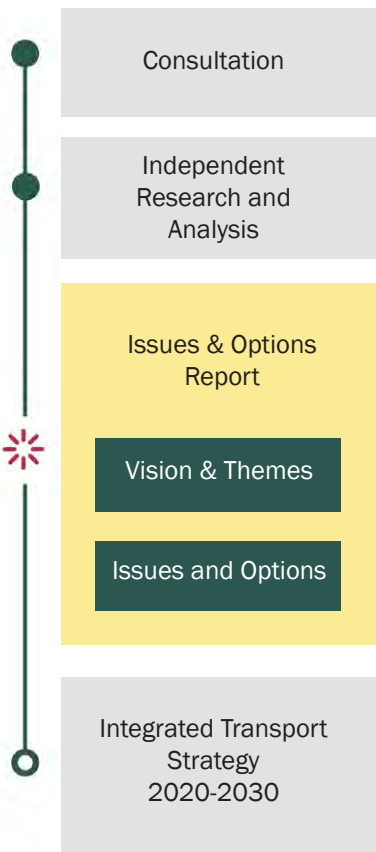 Consultation
Independent
Research and
Analysis
Issues & Options
Report
Vision & Themes
Issues and Options
Integrated Transport
Strategy
2020-2030